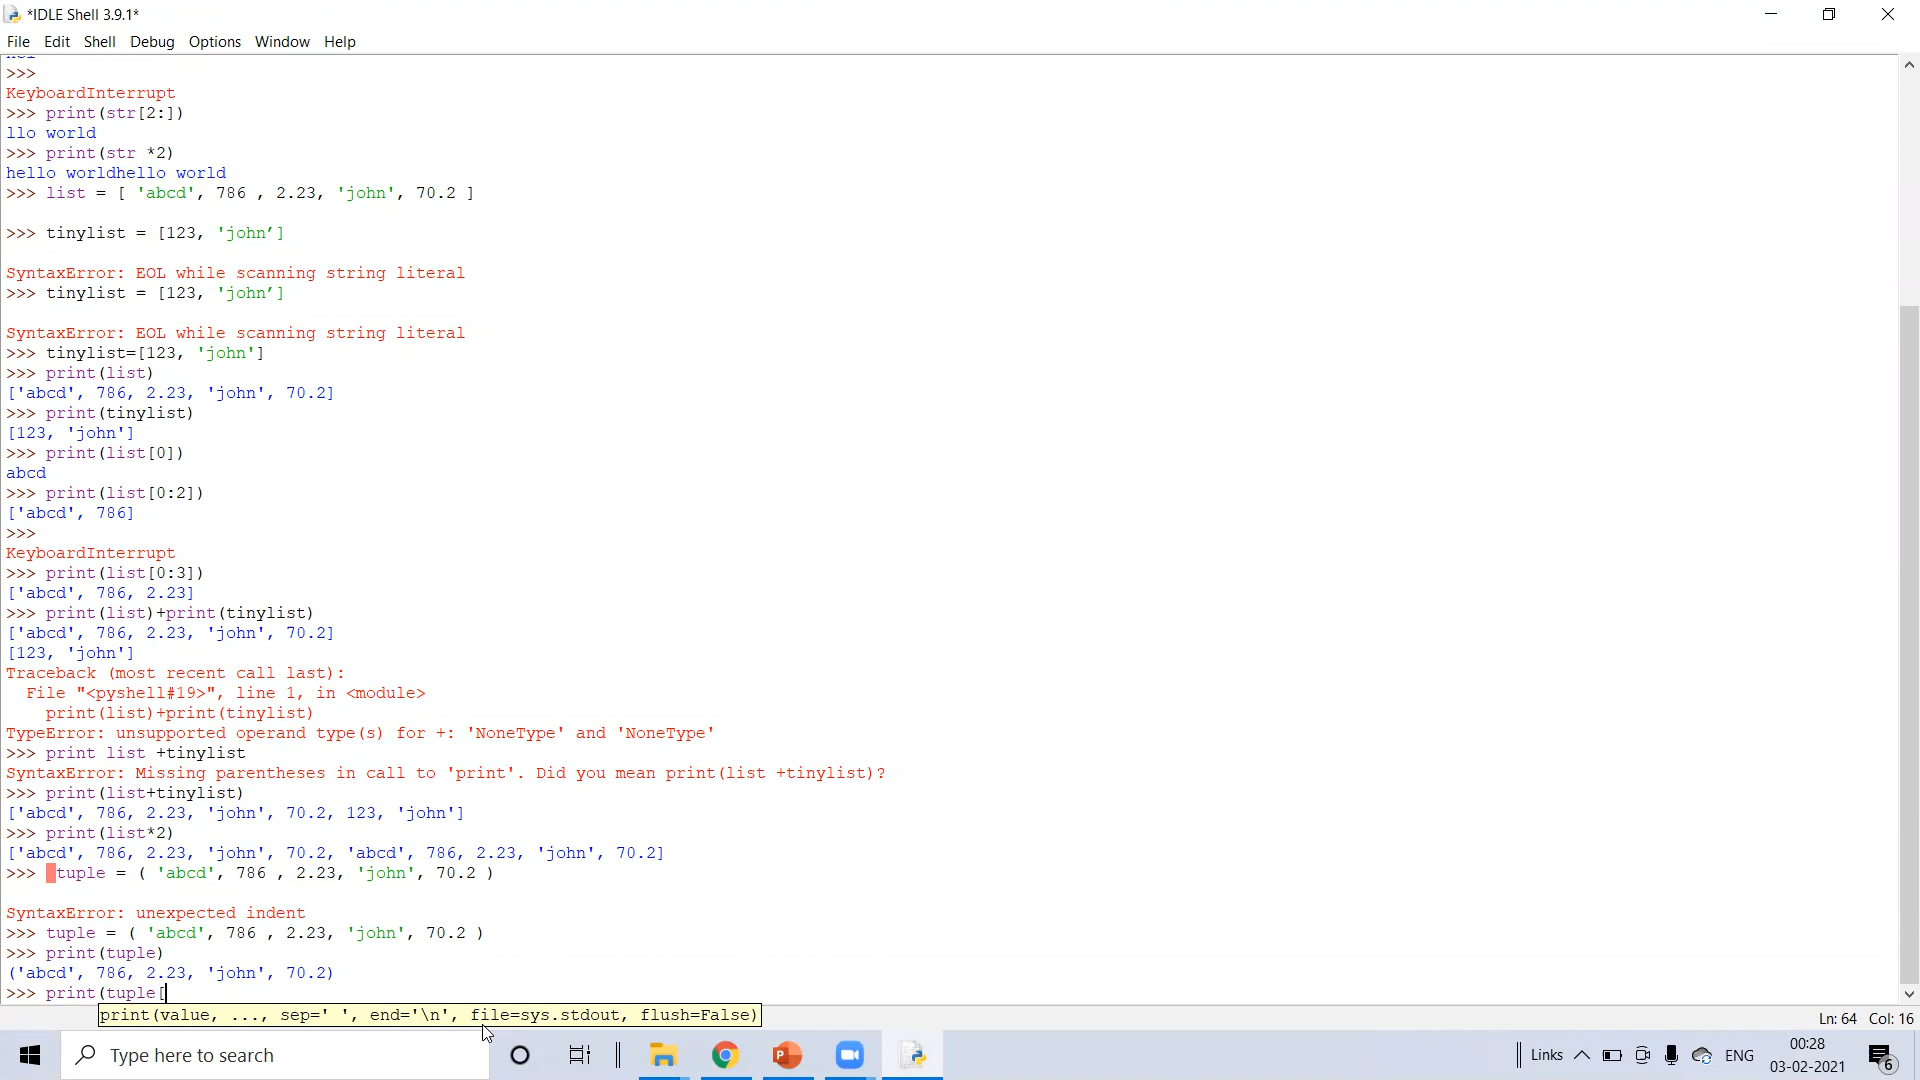 *IDLE Shell 3.9.1*
File Edit Shell Debug Options Window Help
>>>
KeyboardInterrupt
>>> print(str[2:])
llo world
>>> print(str *2)
hello worldhello world
>>> list = [ 'abcd', 786 , 2.23, 'john', 70.2 ]
>>> tinylist = [123, 'john’]
SyntaxError: EOL while scanning string literal
>>> tinylist = [123, 'john’]
SyntaxError: EOL while scanning string literal
>>> tinylist=[123, 'john']
>>> print(list)
['abcd', 786, 2.23, 'john', 70.2]
>>> print(tinylist)
[123, 'john']
>>> print(list[0])
abcd
>>> print(list[0:2])
['abcd', 786]
>>>
KeyboardInterrupt
>>> print(list[0:3])
['abcd', 786, 2.23]
>>> print(list)+print(tinylist)
['abcd', 786, 2.23, 'john', 70.2]
[123, 'john']
Traceback (most recent call last):
File "<pyshell#19>", line 1, in <module>
print(list)+print(tinylist)
TypeError: unsupported operand type(s) for +: 'NoneType' and 'NoneType'
>>> print list +tinylist
SyntaxError: Missing parentheses in call to 'print'. Did you mean print(list +tinylist)?
>>> print(list+tinylist)
['abcd', 786, 2.23, 'john', 70.2, 123, 'john']
>>> print(list*2)
['abcd', 786, 2.23, 'john', 70.2, 'abcd', 786, 2.23, 'john', 70.2]
>>> tuple = ( 'abcd', 786 , 2.23, 'john', 70.2 )
SyntaxError: unexpected indent
>>> tuple = ( 'abcd', 786 , 2.23, 'john', 70.2 )
>>> print(tuple)
('abcd', 786, 2.23, 'john', 70.2)
>>> print(tuple[
print(value, ..., sep=' ', end='\n', file=sys.stdout, flush=False)
Ln: 64 Col: 16
Type here to search
Links
ENG
00:28
03-02-2021
6